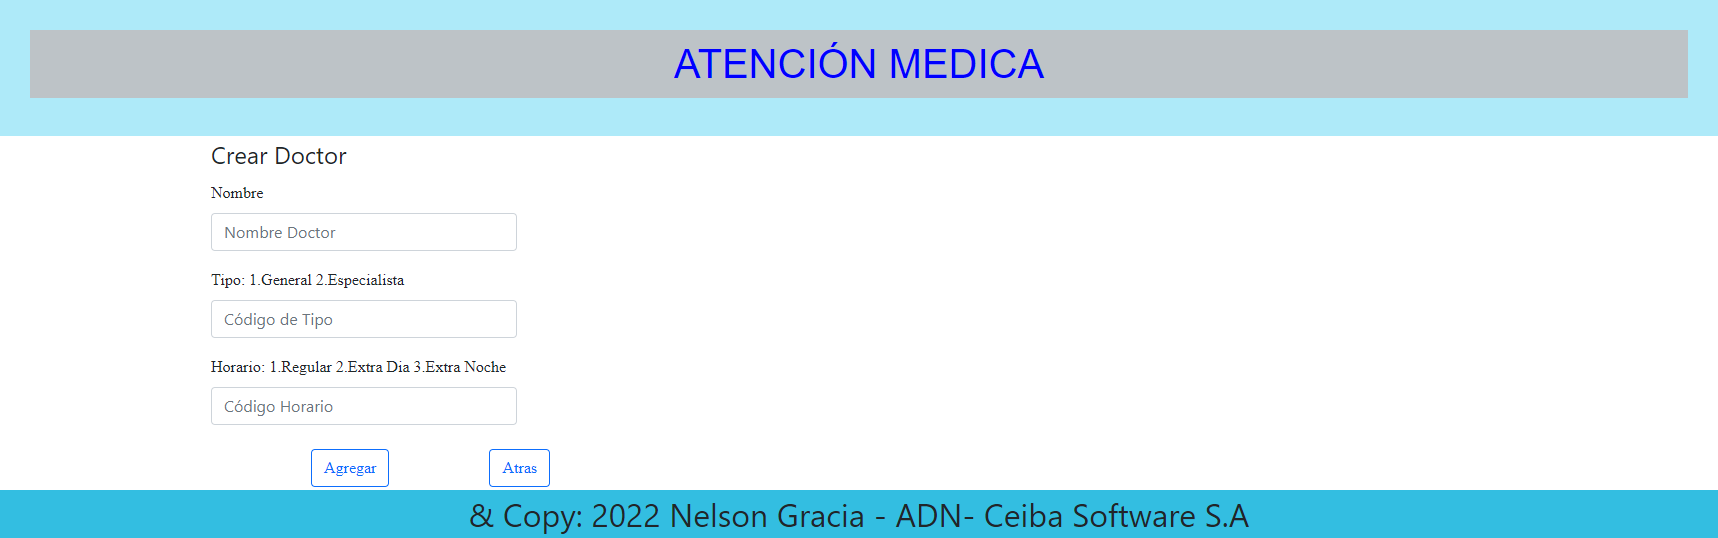 ATENCIÓN MEDICA
Crear Doctor
Nombre
Nombre Doctor
Tipo: 1.General 2.Especialista
Código de Tipo
Horario: 1.Regular 2.Extra Dia 3.Extra Noche
Código Horario
Agregar Atras
& Copy: 2022 Nelson Gracia - ADN- Ceiba Software S.A